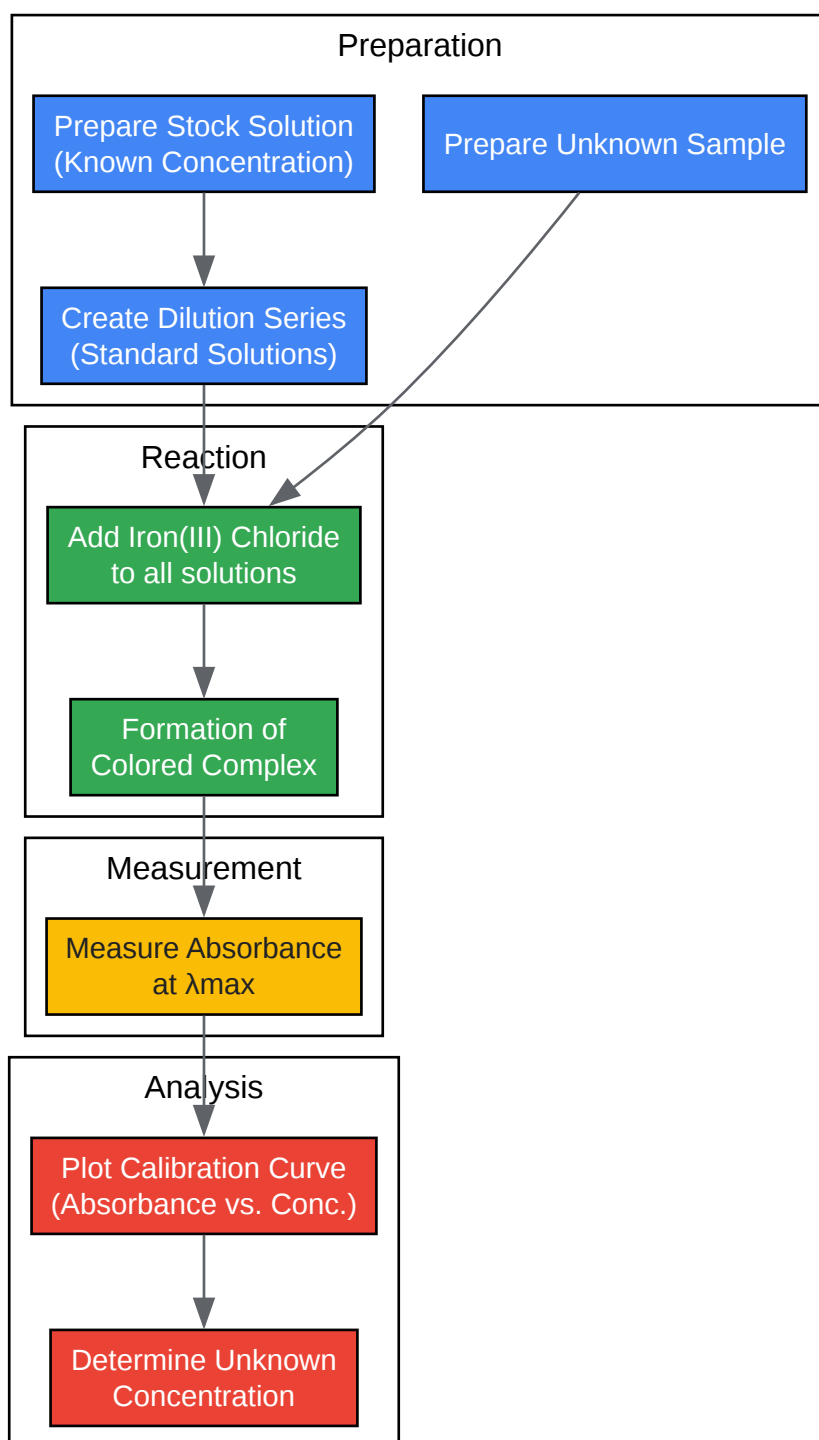 Preparation
Prepare Stock Solution
(Known Concentration)
Prepare Unknown Sample
Create Dilution Series
(Standard Solutions)
Reaction
Add Iron(III) Chloride
to all solutions
Formation of
Colored Complex
Measurement
Measure Absorbance
at λmax
Analysis
Plot Calibration Curve
(Absorbance vs. Conc.)
Determine Unknown
Concentration